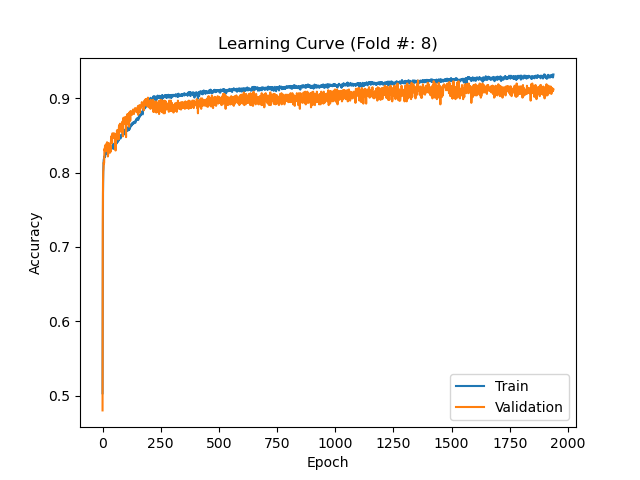 Learning Curve (Fold #: 8)
Accuracy
0.9
0.8
0.7
0.6
0.5
Train
Validation
0 250 500 750 1000 1250 1500 1750 2000
Epoch